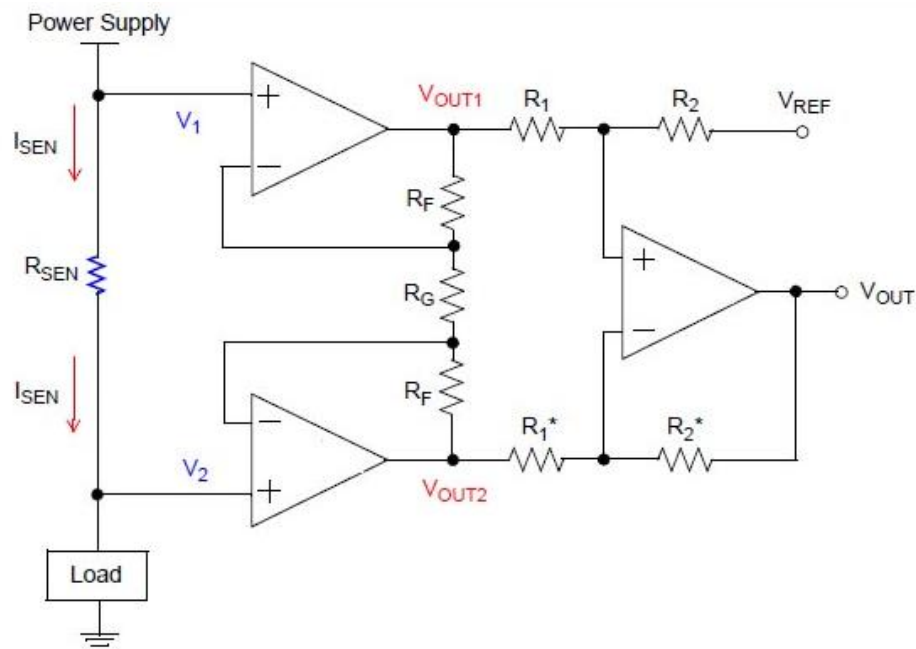 Power Supply
V_OUT1
R_1
R_2
V_REF
V_1
I_SEN
R_F
R_SEN
R_G
V_OUT
I_SEN
R_F
R_1*
R_2*
V_2
V_OUT2
Load